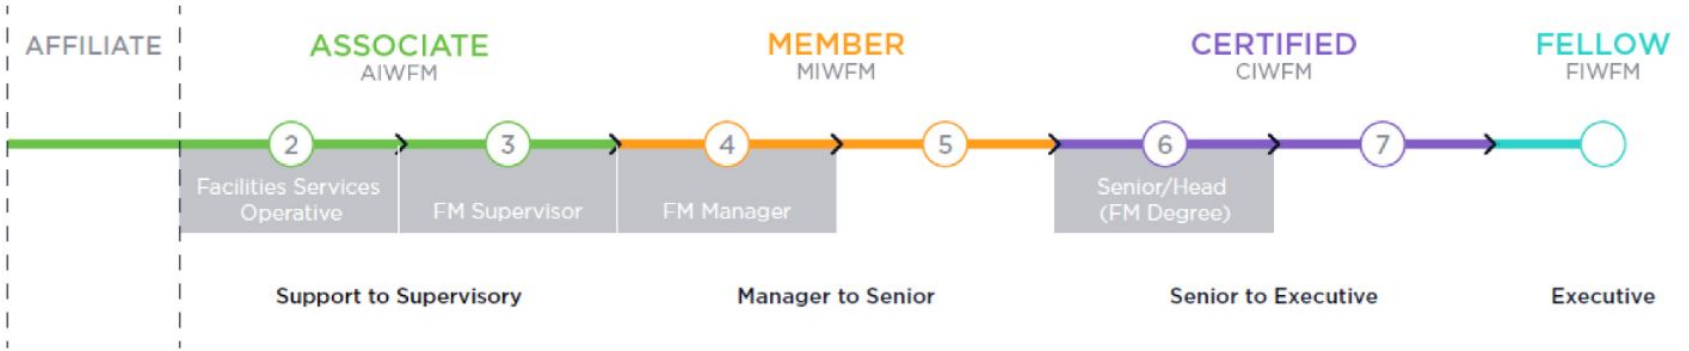 AFFILIATE
ASSOCIATE
AIWFM
MEMBER
MIWFM
CERTIFIED
CIWFM
FELLOW
FIWFM
2
3
4
5
6
7
Facilities Services
Operative
FM Supervisor
FM Manager
Senior/Head
(FM Degree)
Support to Supervisory
Manager to Senior
Senior to Executive
Executive